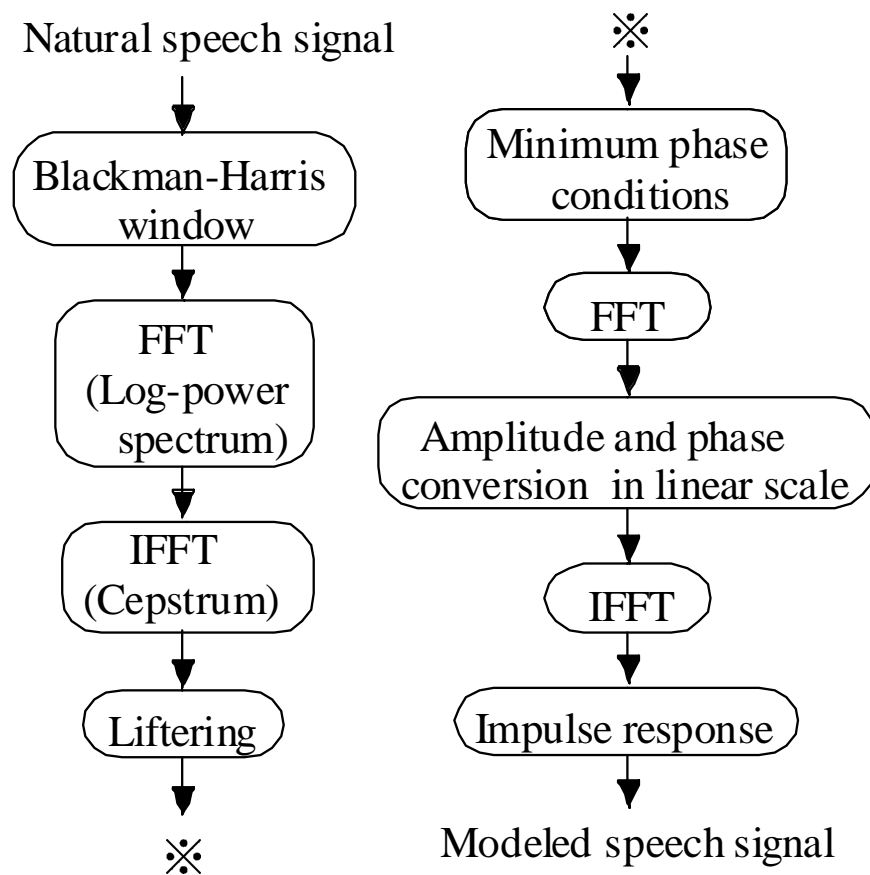 Natural speech signal
Blackman-Harris
window
FFT
(Log-power
spectrum)
IFFT
(Cepstrum)
Liftering
※
※
Minimum phase
conditions
FFT
Amplitude and phase
conversion in linear scale
IFFT
Impulse response
Modeled speech signal